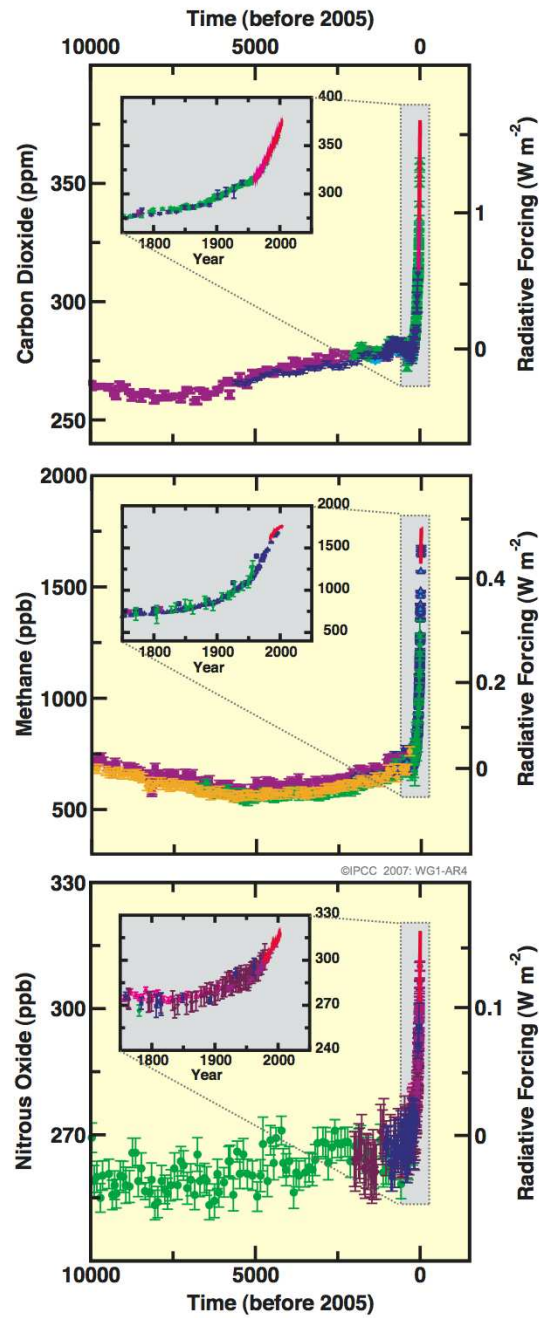 Time (before 2005)
10000 5000 0
400
350 300
1800 1900 2000
Year
300
250
Carbon Dioxide (ppm)
1
0
Radiative Forcing (W m-2)
2000
2000
1500
1000
500
1800 1900 2000
Year
1500
1000
500
Methane (ppb)
0.4
0.2
0
Radiative Forcing (W m-2)
©IPCC 2007: WG1-AR4
330
330
300
270
240
1800 1900 2000
Year
300
270
Nitrous Oxide (ppb)
0.1
0
Radiative Forcing (W m-2)
10000 5000 0
Time (before 2005)